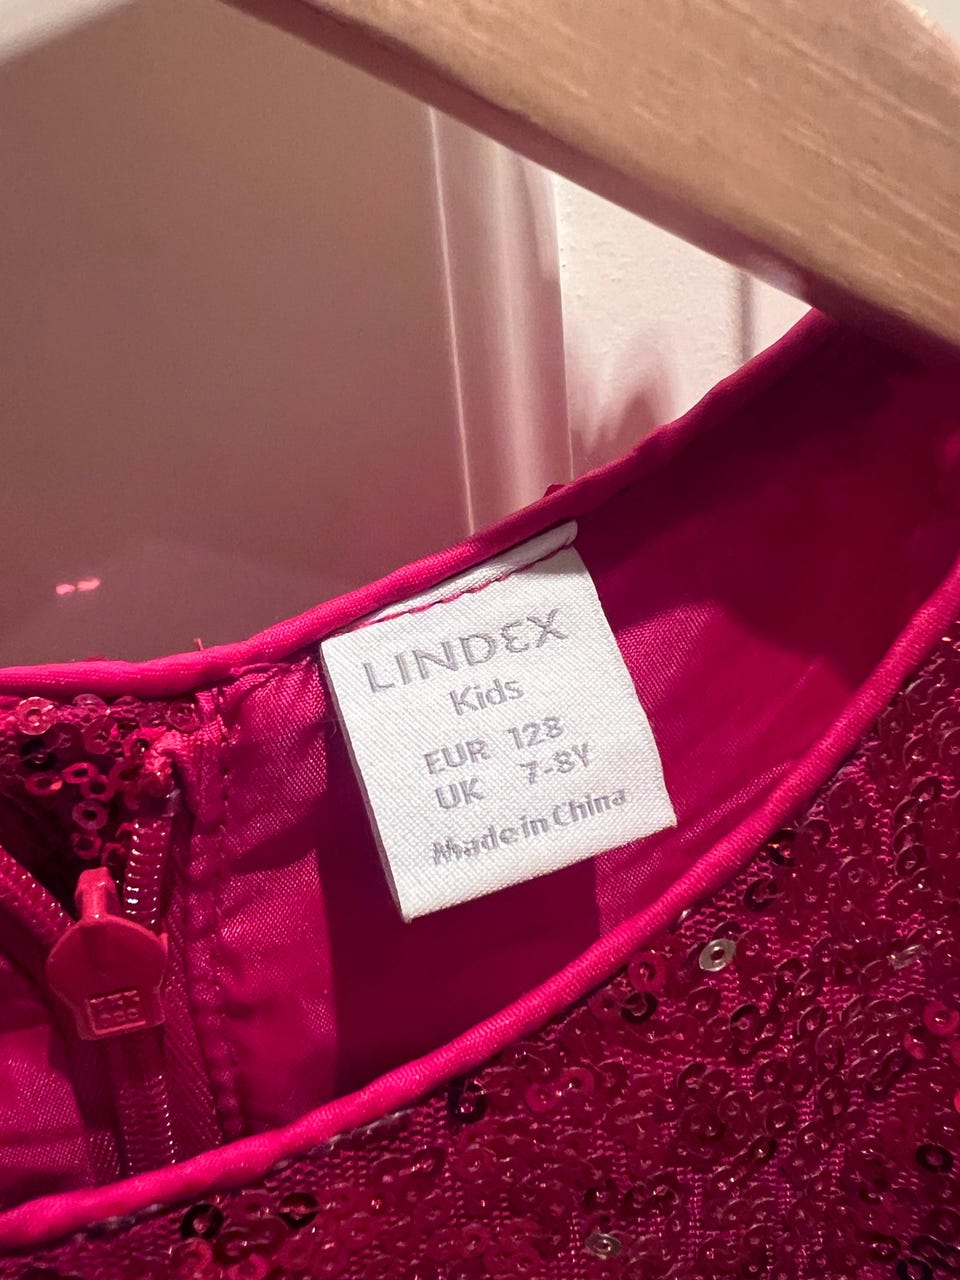 LINDEX
Kids
EUR 128
UK 7-8Y
Made in China